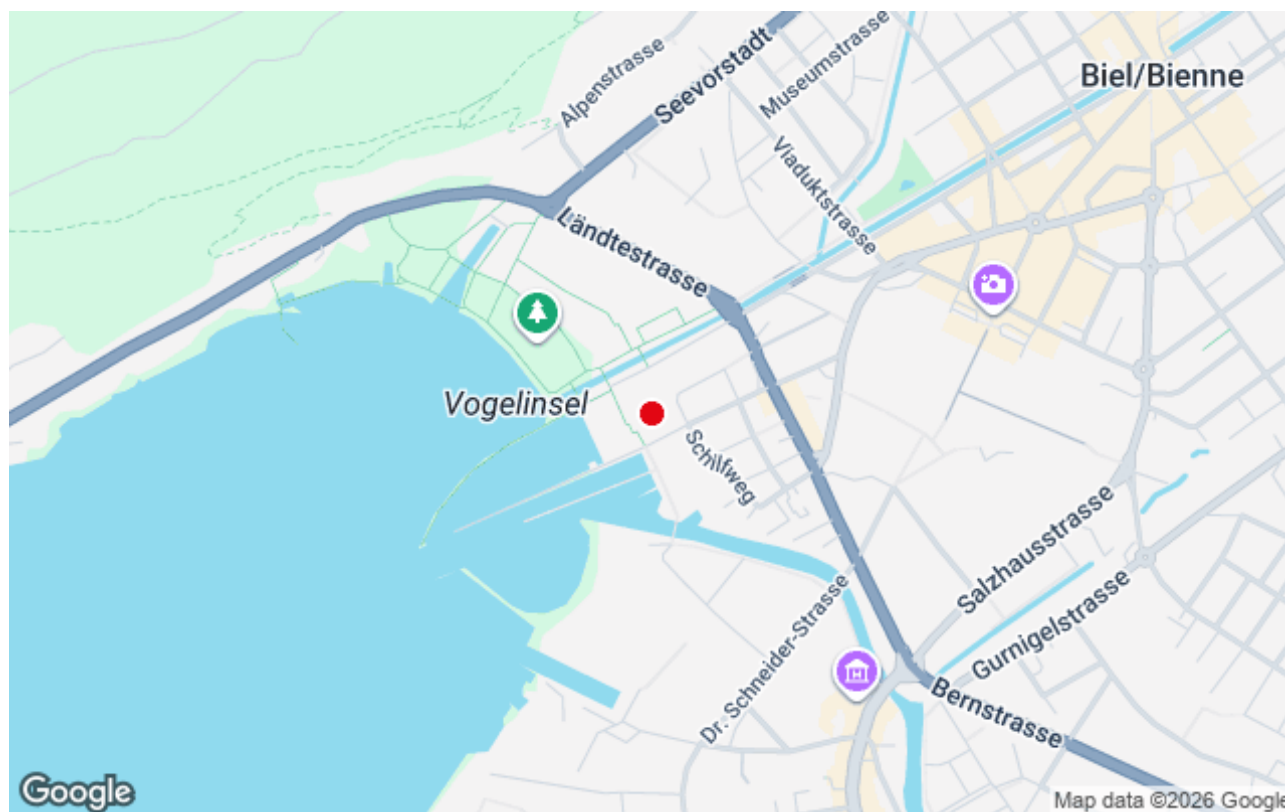 Biel/Bienne
Alpenstrasse
Seevorstadt
Museumstrasse
Viaduktstrasse
Ländtestrasse
Vogelinsel
Schilfweg
Salzhausstrasse
Gurnigelstrasse
Dr. Schneider-Strasse
Bernstrasse
Google
Map data ©2026 Google